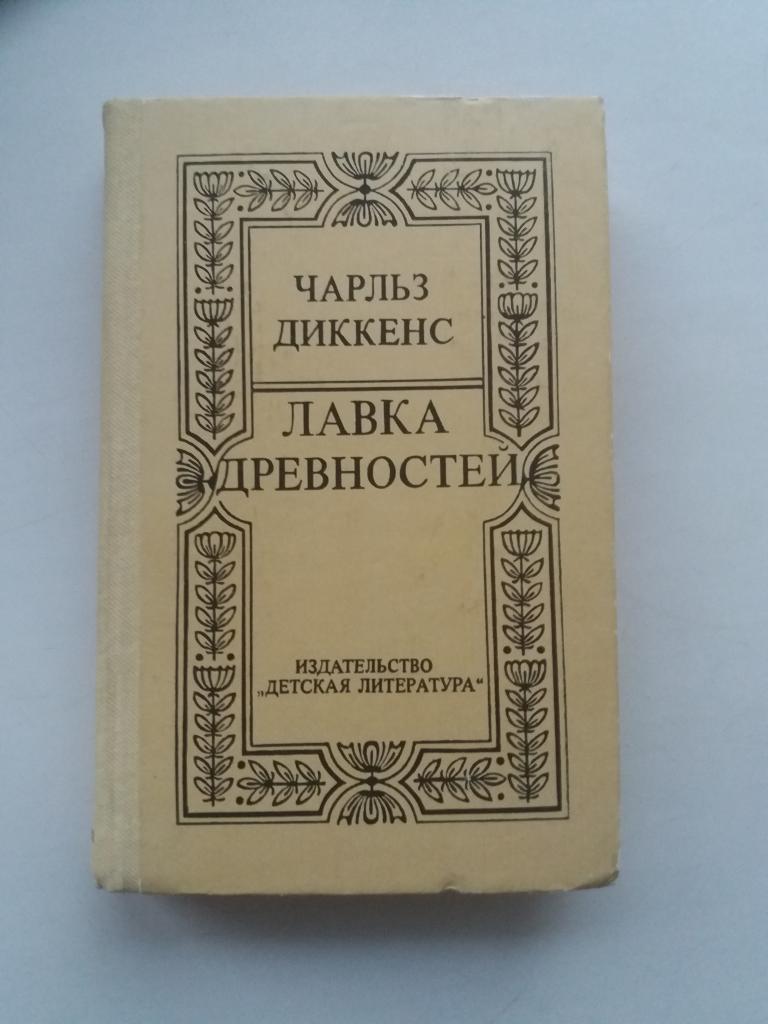 ЧАРЛЬЗ
ДИККЕНС
ЛАВКА
ДРЕВНОСТЕЙ
ИЗДАТЕЛЬСТВО
„ДЕТСКАЯ ЛИТЕРАТУРА“